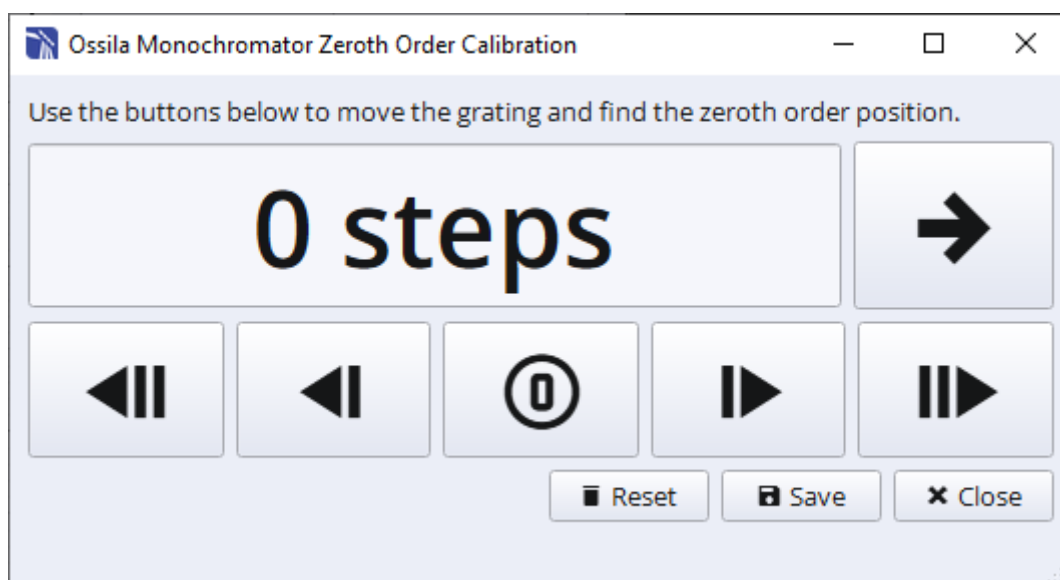 Ossila Monochromator Zeroth Order Calibration
Use the buttons below to move the grating and find the zeroth order position.
0 steps
0
Reset Save Close